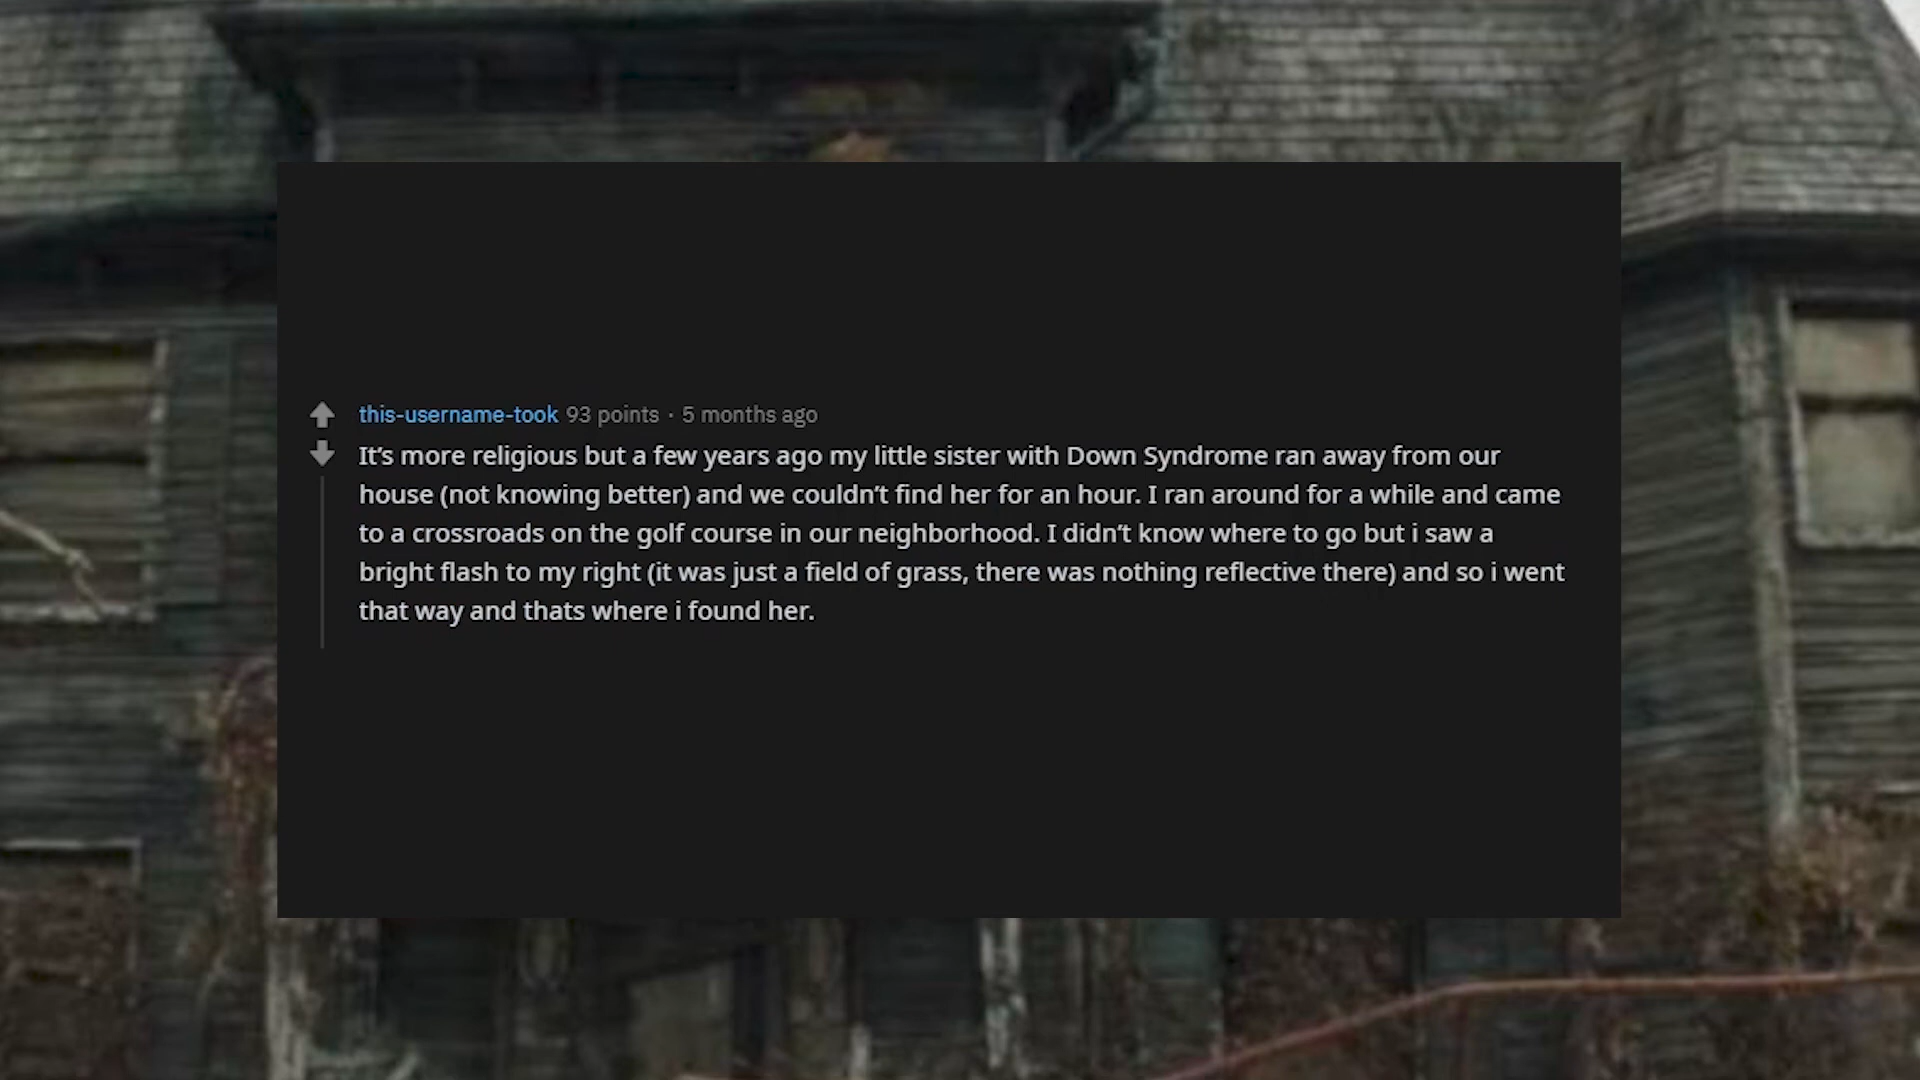 this-username-took 93 points · 5 months ago
It’s more religious but a few years ago my little sister with Down Syndrome ran away from our
house (not knowing better) and we couldn’t find her for an hour. I ran around for a while and came
to a crossroads on the golf course in our neighborhood. I didn’t know where to go but i saw a
bright flash to my right (it was just a field of grass, there was nothing reflective there) and so i went
that way and thats where i found her.